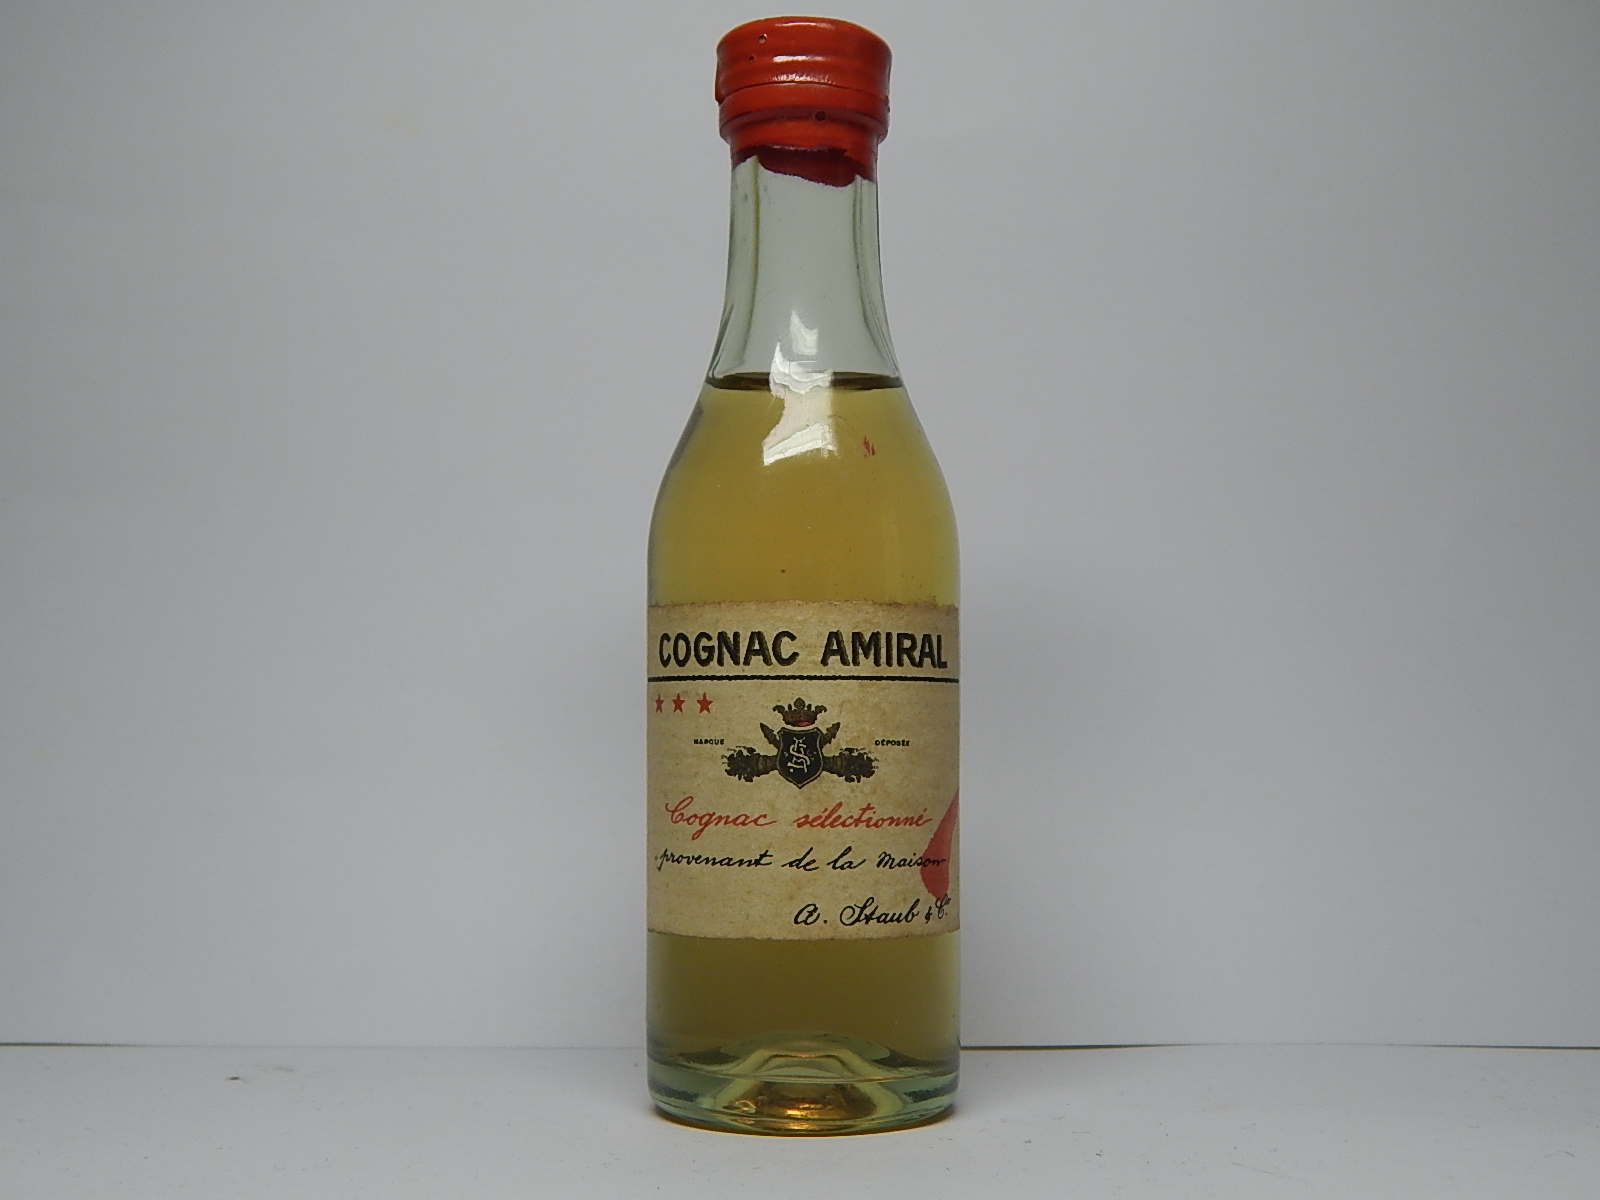 COGNAC AMIRAL
★ ★ ★
MARQUE DÉPOSÉE
Cognac sélectionné
provenant de la Maison
A. Staub & Co